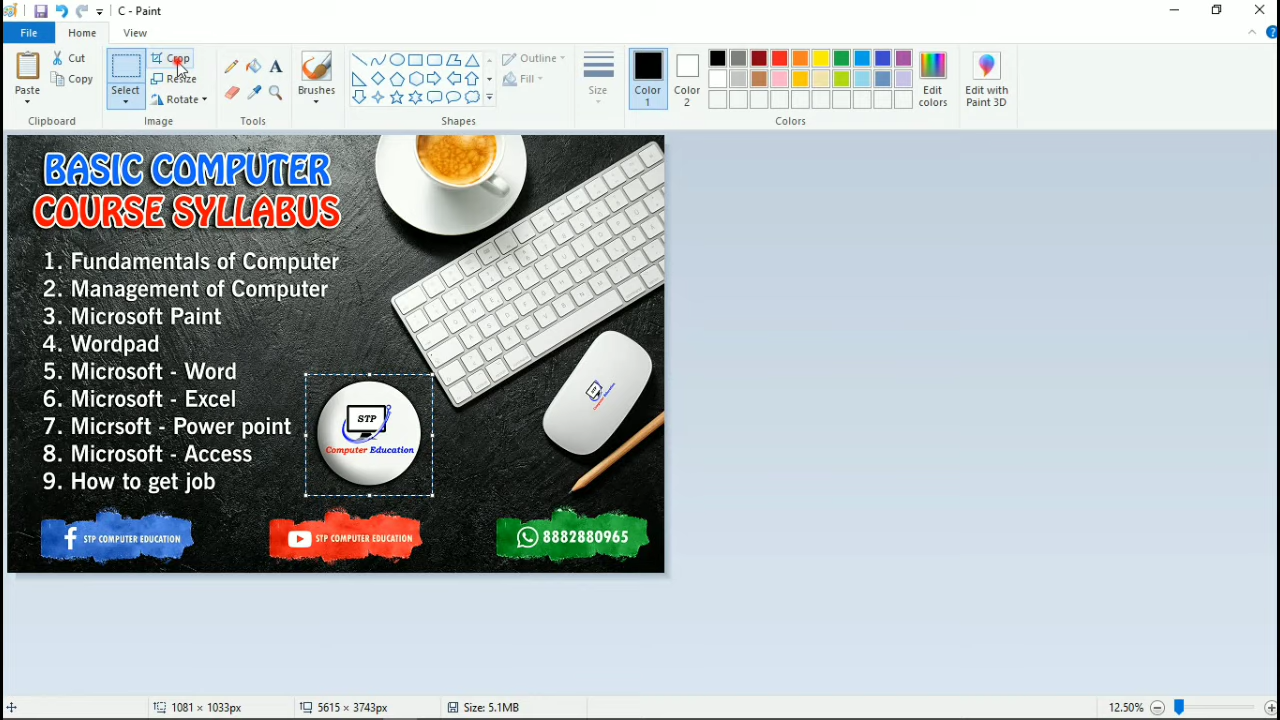 C - Paint
File
Home
View
Paste
Cut
Copy
Clipboard
Select
Crop
Resize
Rotate
Image
Tools
Brushes
Shapes
Outline
Fill
Size
Color 1
Color 2
Colors
Edit colors
Edit with Paint 3D
BASIC COMPUTER
COURSE SYLLABUS
1. Fundamentals of Computer
2. Management of Computer
3. Microsoft Paint
4. Wordpad
5. Microsoft - Word
6. Microsoft - Excel
7. Micrsoft - Power point
8. Microsoft - Access
9. How to get job
STP
Computer Education
STP COMPUTER EDUCATION
STP COMPUTER EDUCATION
8882880965
1081 × 1033px
5615 × 3743px
Size: 5.1MB
12.50%